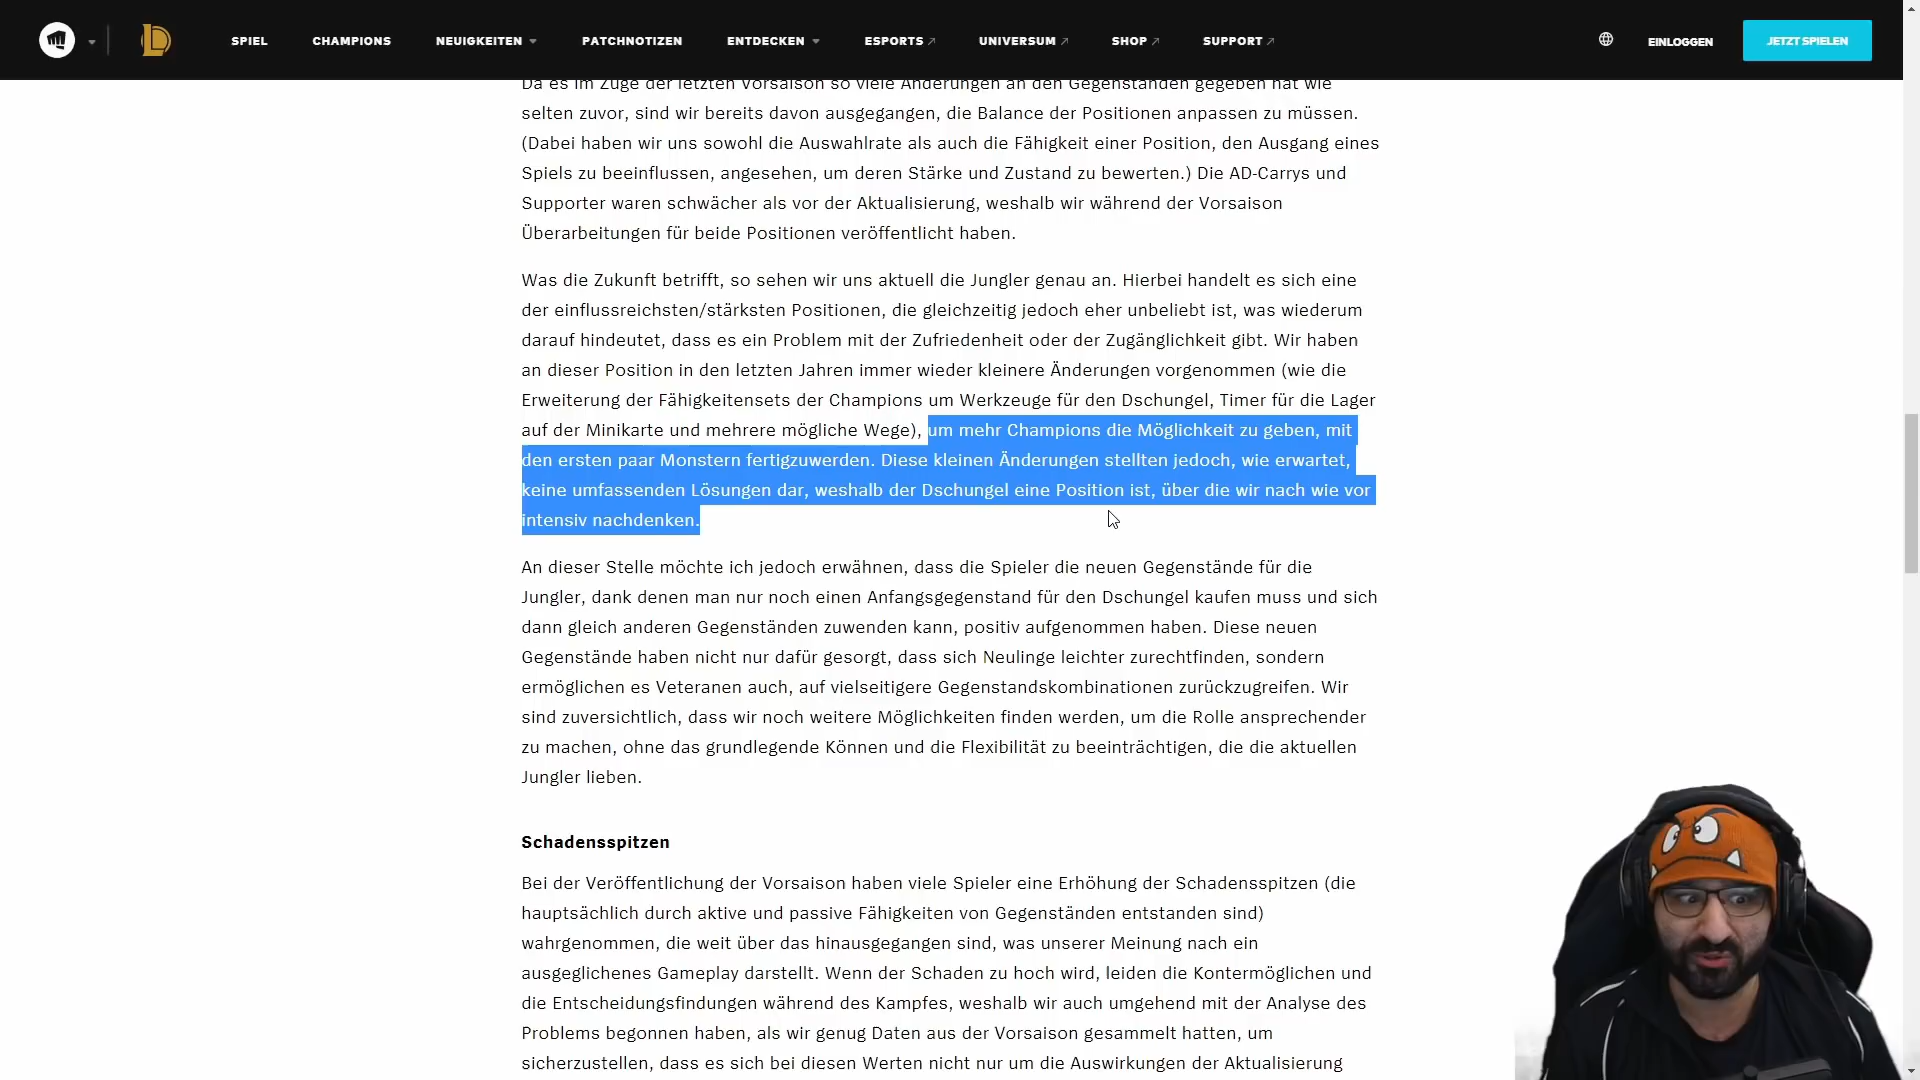 SPIEL
CHAMPIONS
NEUIGKEITEN
PATCHNOTIZEN
ENTDECKEN
ESPORTS
UNIVERSUM
SHOP
SUPPORT
EINLOGGEN
JETZT SPIELEN
Da es im Zuge der letzten Vorsaison so viele Änderungen an den Gegenständen gegeben hat wie
selten zuvor, sind wir bereits davon ausgegangen, die Balance der Positionen anpassen zu müssen.
(Dabei haben wir uns sowohl die Auswahlrate als auch die Fähigkeit einer Position, den Ausgang eines
Spiels zu beeinflussen, angesehen, um deren Stärke und Zustand zu bewerten.) Die AD-Carrys und
Supporter waren schwächer als vor der Aktualisierung, weshalb wir während der Vorsaison
Überarbeitungen für beide Positionen veröffentlicht haben.
Was die Zukunft betrifft, so sehen wir uns aktuell die Jungler genau an. Hierbei handelt es sich eine
der einflussreichsten/stärksten Positionen, die gleichzeitig jedoch eher unbeliebt ist, was wiederum
darauf hindeutet, dass es ein Problem mit der Zufriedenheit oder der Zugänglichkeit gibt. Wir haben
an dieser Position in den letzten Jahren immer wieder kleinere Änderungen vorgenommen (wie die
Erweiterung der Fähigkeitensets der Champions um Werkzeuge für den Dschungel, Timer für die Lager
auf der Minikarte und mehrere mögliche Wege), um mehr Champions die Möglichkeit zu geben, mit
den ersten paar Monstern fertigzuwerden. Diese kleinen Änderungen stellten jedoch, wie erwartet,
keine umfassenden Lösungen dar, weshalb der Dschungel eine Position ist, über die wir nach wie vor
intensiv nachdenken.
An dieser Stelle möchte ich jedoch erwähnen, dass die Spieler die neuen Gegenstände für die
Jungler, dank denen man nur noch einen Anfangsgegenstand für den Dschungel kaufen muss und sich
dann gleich anderen Gegenständen zuwenden kann, positiv aufgenommen haben. Diese neuen
Gegenstände haben nicht nur dafür gesorgt, dass sich Neulinge leichter zurechtfinden, sondern
ermöglichen es Veteranen auch, auf vielseitigere Gegenstandskombinationen zurückzugreifen. Wir
sind zuversichtlich, dass wir noch weitere Möglichkeiten finden werden, um die Rolle ansprechender
zu machen, ohne das grundlegende Können und die Flexibilität zu beeinträchtigen, die die aktuellen
Jungler lieben.
Schadensspitzen
Bei der Veröffentlichung der Vorsaison haben viele Spieler eine Erhöhung der Schadensspitzen (die
hauptsächlich durch aktive und passive Fähigkeiten von Gegenständen entstanden sind)
wahrgenommen, die weit über das hinausgegangen sind, was unserer Meinung nach ein
ausgeglichenes Gameplay darstellt. Wenn der Schaden zu hoch wird, leiden die Kontermöglichen und
die Entscheidungsfindungen während des Kampfes, weshalb wir auch umgehend mit der Analyse des
Problems begonnen haben, als wir genug Daten aus der Vorsaison gesammelt hatten, um
sicherzustellen, dass es sich bei diesen Werten nicht nur um die Auswirkungen der Aktualisierung